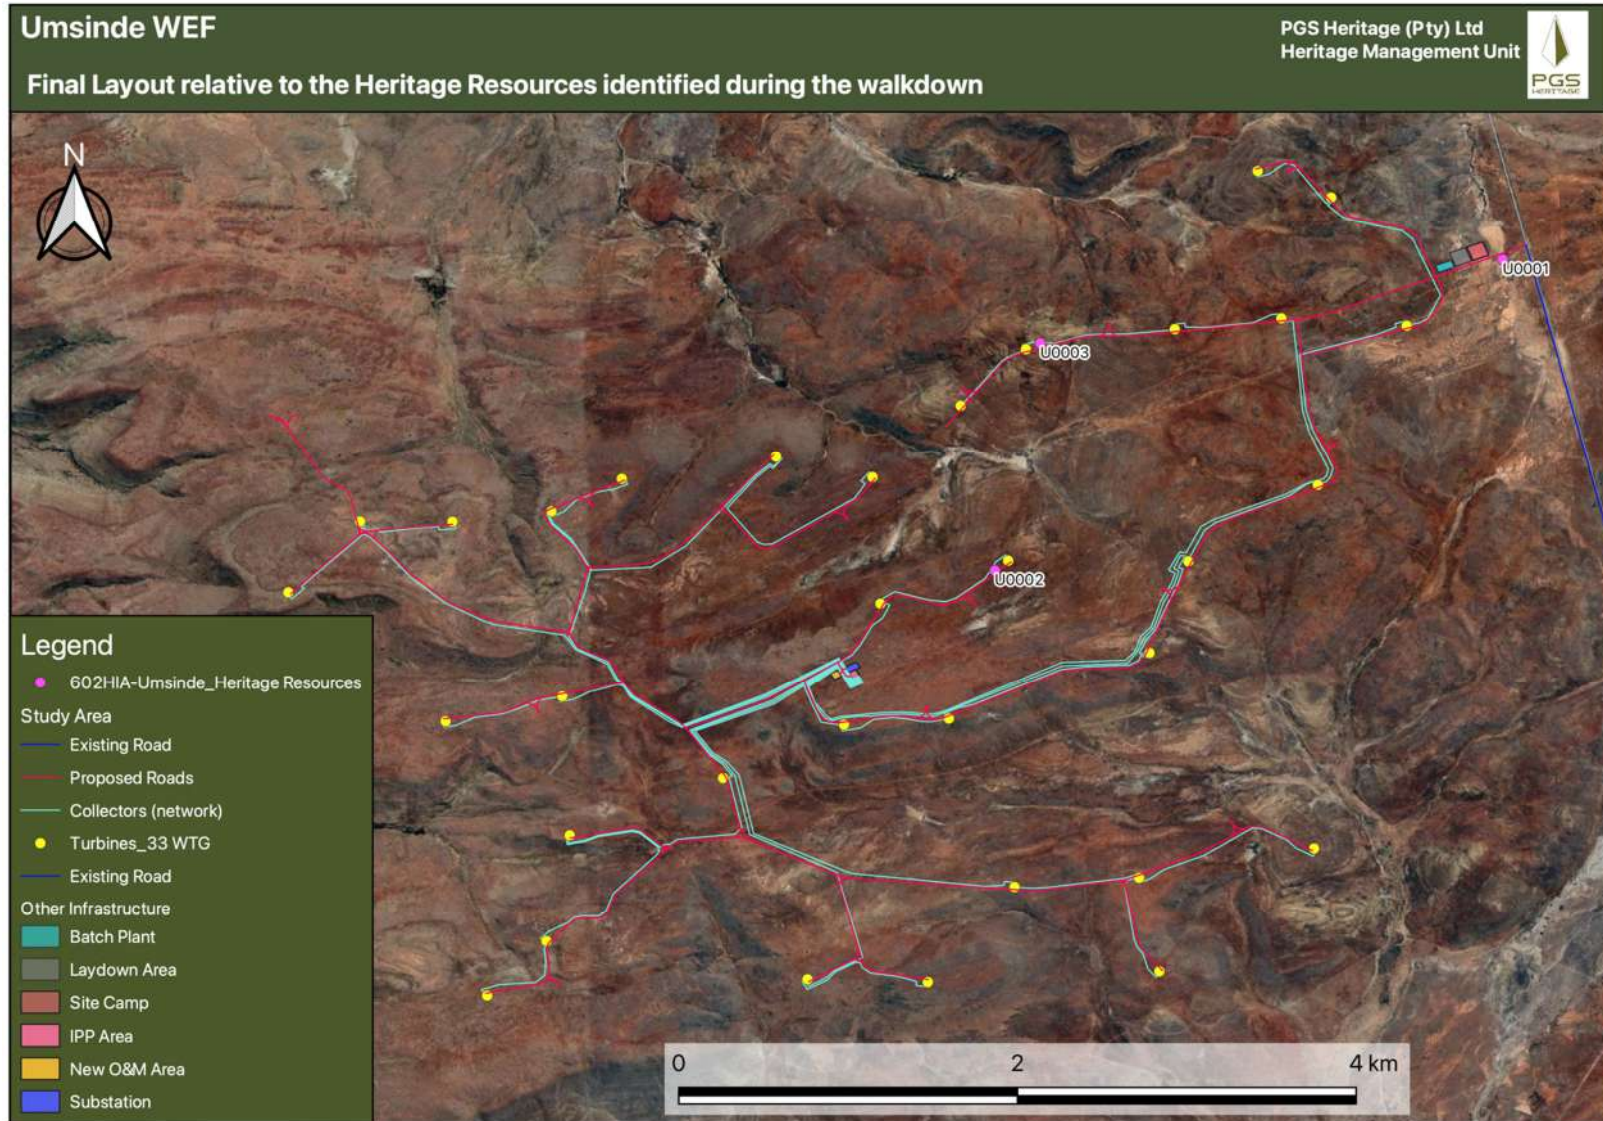 Umsinde WEF
Final Layout relative to the Heritage Resources identified during the walkdown
PGS Heritage (Pty) Ltd
Heritage Management Unit
PGS
HERITAGE
N
U0001
U0003
U0002
Legend
602HIA-Umsinde_Heritage Resources
Study Area
Existing Road
Proposed Roads
Collectors (network)
Turbines_33 WTG
Existing Road
Other Infrastructure
Batch Plant
Laydown Area
Site Camp
IPP Area
New O&M Area
Substation
0 2 4 km